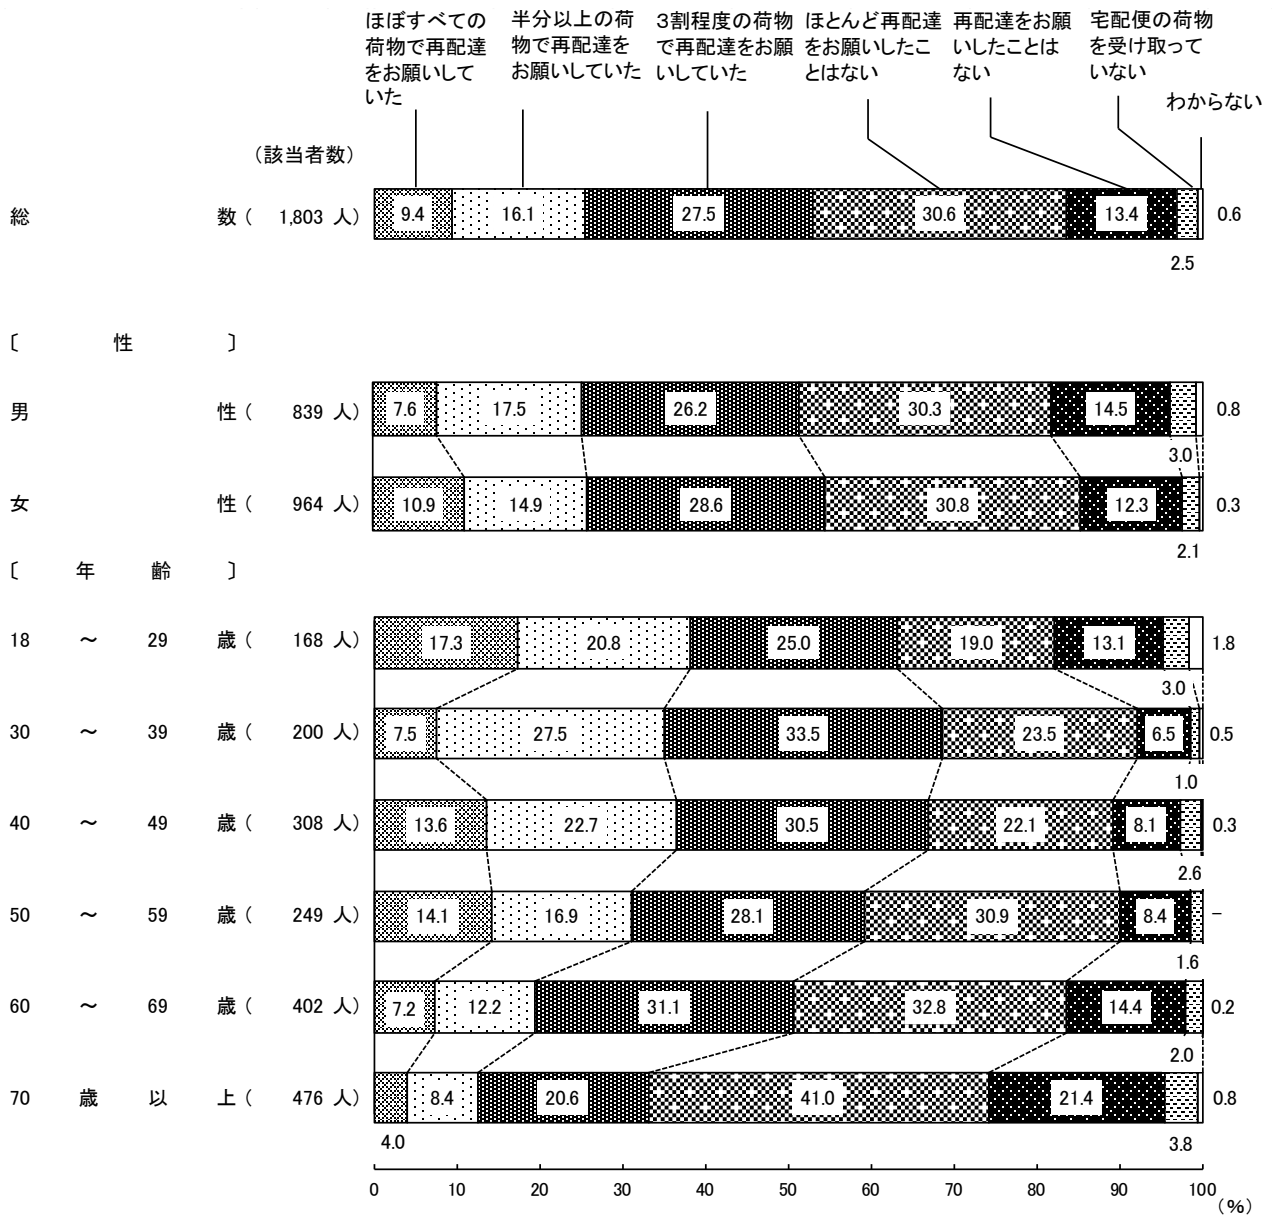 ほぼすべての
荷物で再配達
をお願いして
いた
半分以上の荷
物で再配達を
お願いしていた
3割程度の荷物
で再配達をお願
いしていた
ほとんど再配達
をお願いしたこ
とはない
再配達をお願
いしたことは
ない
宅配便の荷物
を受け取って
いない
わからない
(該当者数)
総 数 ( 1,803 人) 9.4 16.1 27.5 30.6 13.4 0.6
2.5
〔 性 〕
男 性 ( 839 人) 7.6 17.5 26.2 30.3 14.5 0.8
3.0
女 性 ( 964 人) 10.9 14.9 28.6 30.8 12.3 0.3
2.1
〔 年 齢 〕
18 ~ 29 歳 ( 168 人) 17.3 20.8 25.0 19.0 13.1 1.8
3.0
30 ~ 39 歳 ( 200 人) 7.5 27.5 33.5 23.5 6.5 0.5
1.0
40 ~ 49 歳 ( 308 人) 13.6 22.7 30.5 22.1 8.1 0.3
2.6
50 ~ 59 歳 ( 249 人) 14.1 16.9 28.1 30.9 8.4 -
1.6
60 ~ 69 歳 ( 402 人) 7.2 12.2 31.1 32.8 14.4 0.2
2.0
70 歳 以 上 ( 476 人) 8.4 20.6 41.0 21.4 0.8
4.0 3.8
0 10 20 30 40 50 60 70 80 90 100
(%)